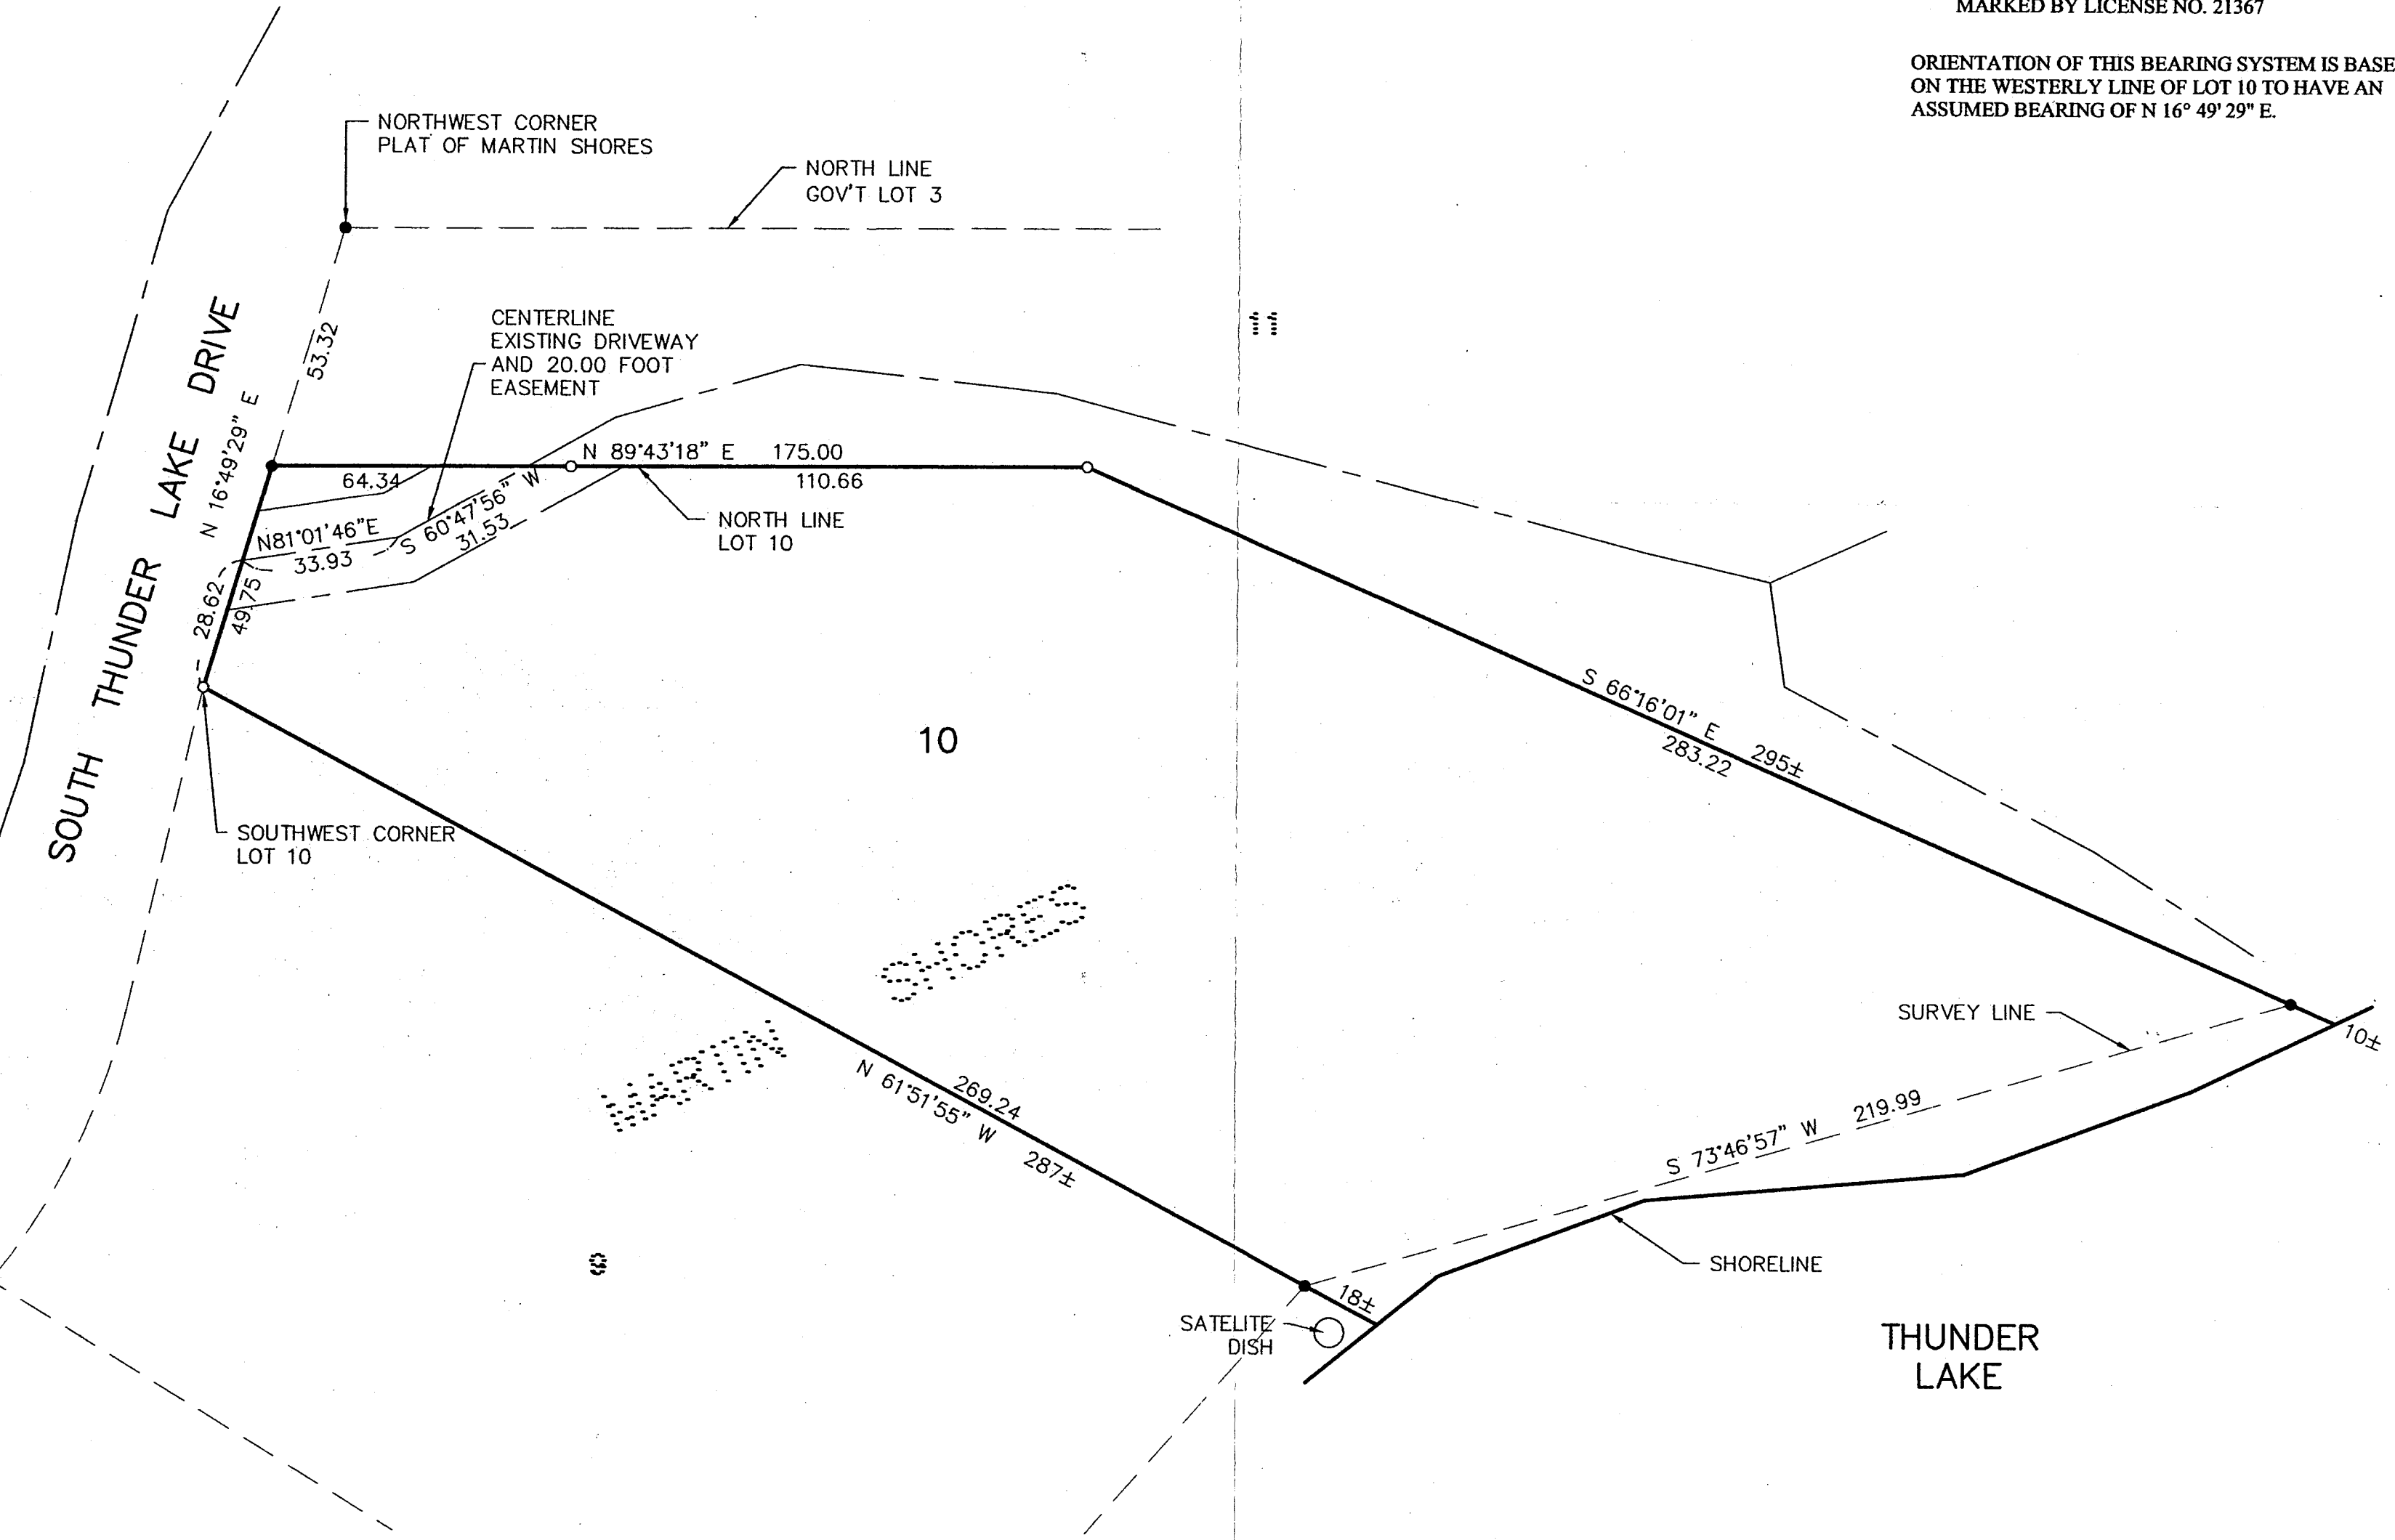 MARKED BY LICENSE NO. 21367
ORIENTATION OF THIS BEARING SYSTEM IS BASE
ON THE WESTERLY LINE OF LOT 10 TO HAVE AN
ASSUMED BEARING OF N 16° 49' 29" E.
NORTHWEST CORNER
PLAT OF MARTIN SHORES
NORTH LINE
GOV'T LOT 3
53.32
CENTERLINE
EXISTING DRIVEWAY
AND 20.00 FOOT
EASEMENT
11
SOUTH THUNDER LAKE DRIVE
N 16°49'29" E
N 89°43'18" E 175.00
64.34
110.66
NORTH LINE
LOT 10
N81°01'46"E
33.93
S 60°47'56" W
31.53
28.62
49.75
10
S 66°16'01" E 295±
283.22
SOUTHWEST CORNER
LOT 10
MARTIN SHORES
SURVEY LINE
10±
269.24
N 61°51'55" W 287±
S 73°46'57" W 219.99
9
SHORELINE
18±
SATELITE
DISH
THUNDER
LAKE